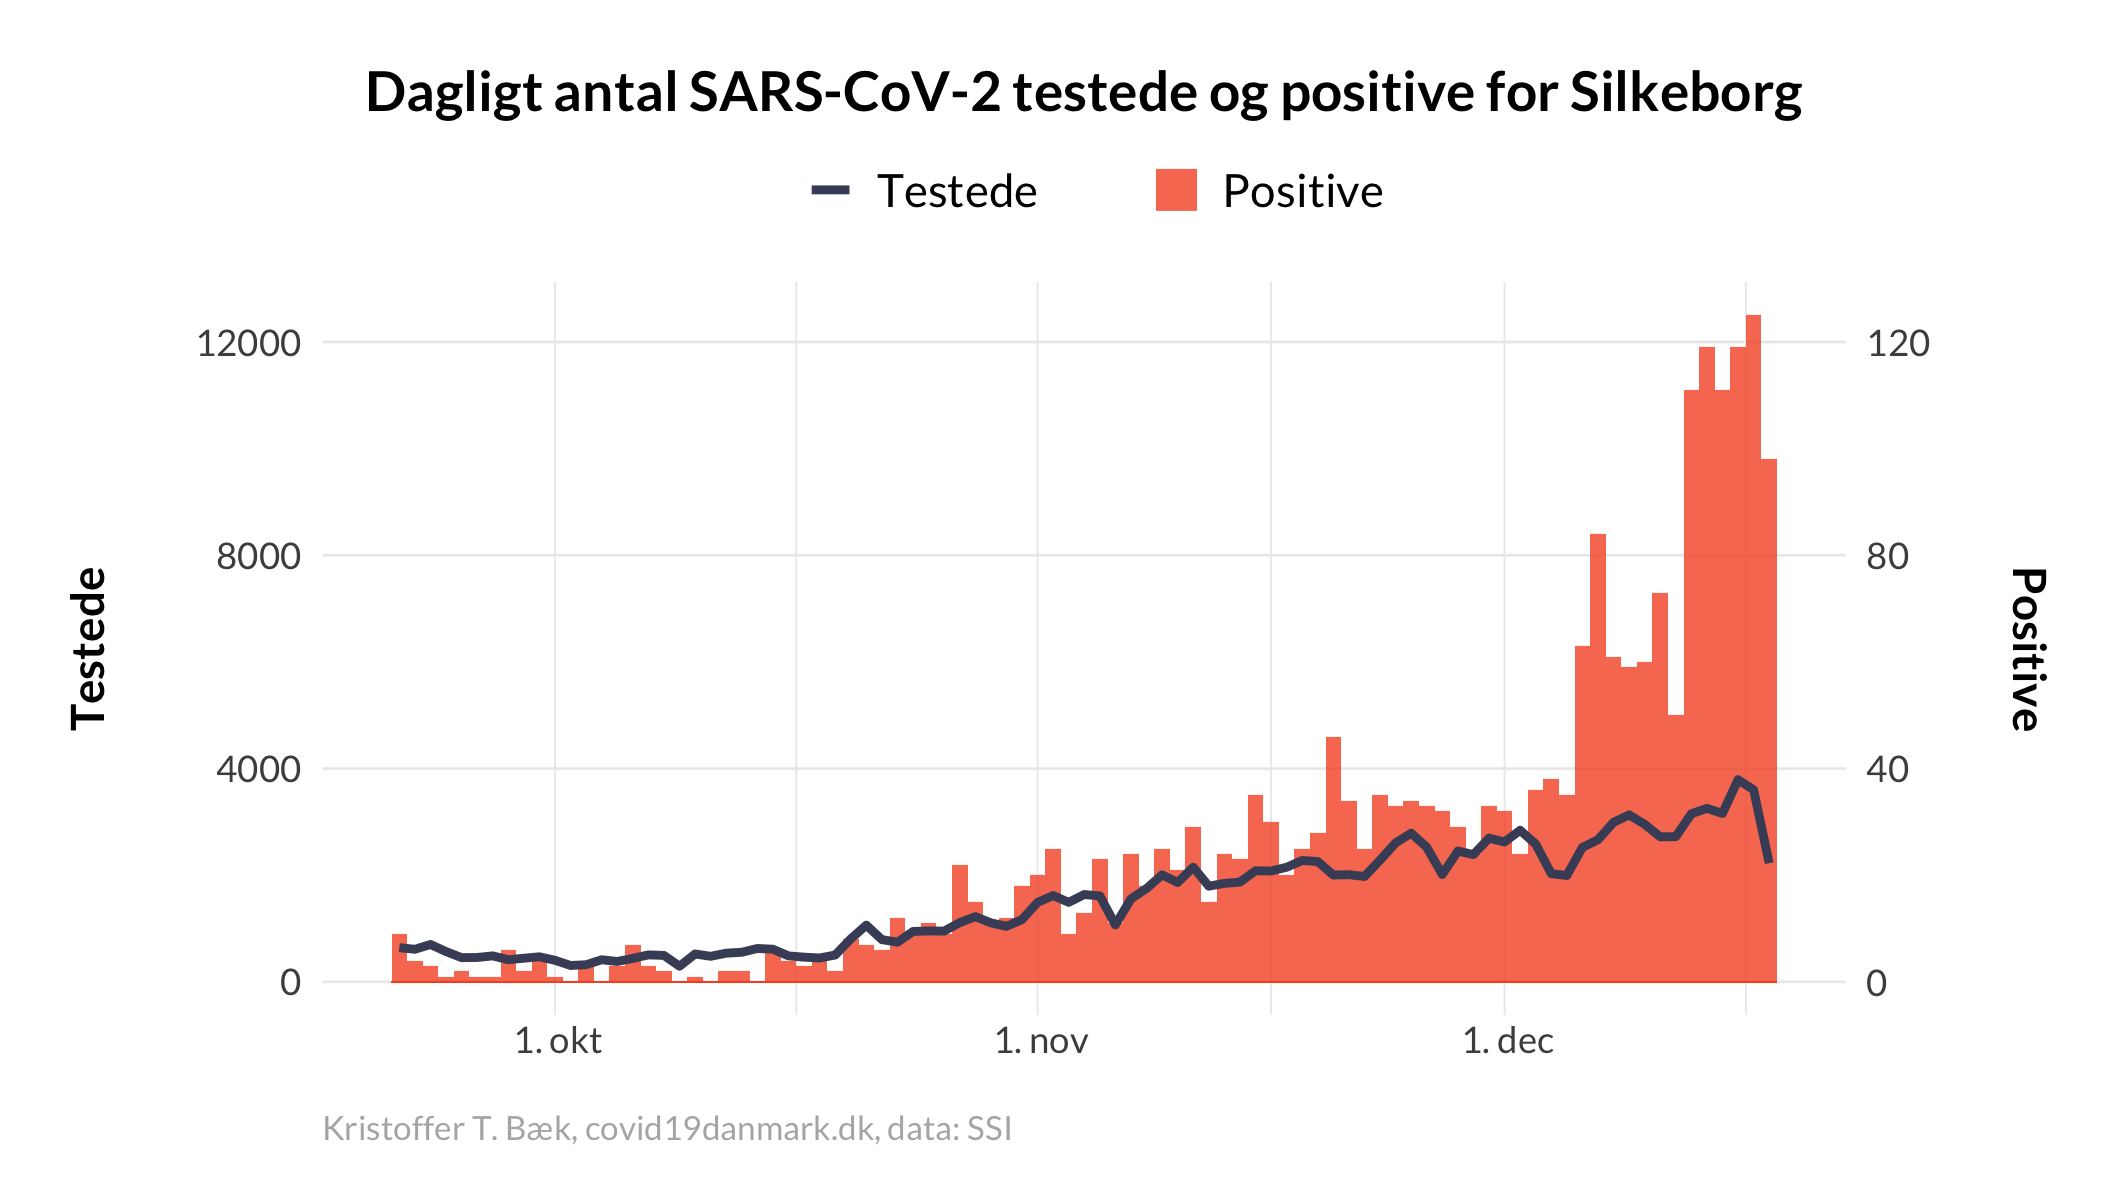 Dagligt antal SARS-CoV-2 testede og positive for Silkeborg
Testede
Positive
12000
8000
4000
0
Testede
120
80
40
0
Positive
1. okt
1. nov
1. dec
Kristoffer T. Bæk, covid19danmark.dk, data: SSI